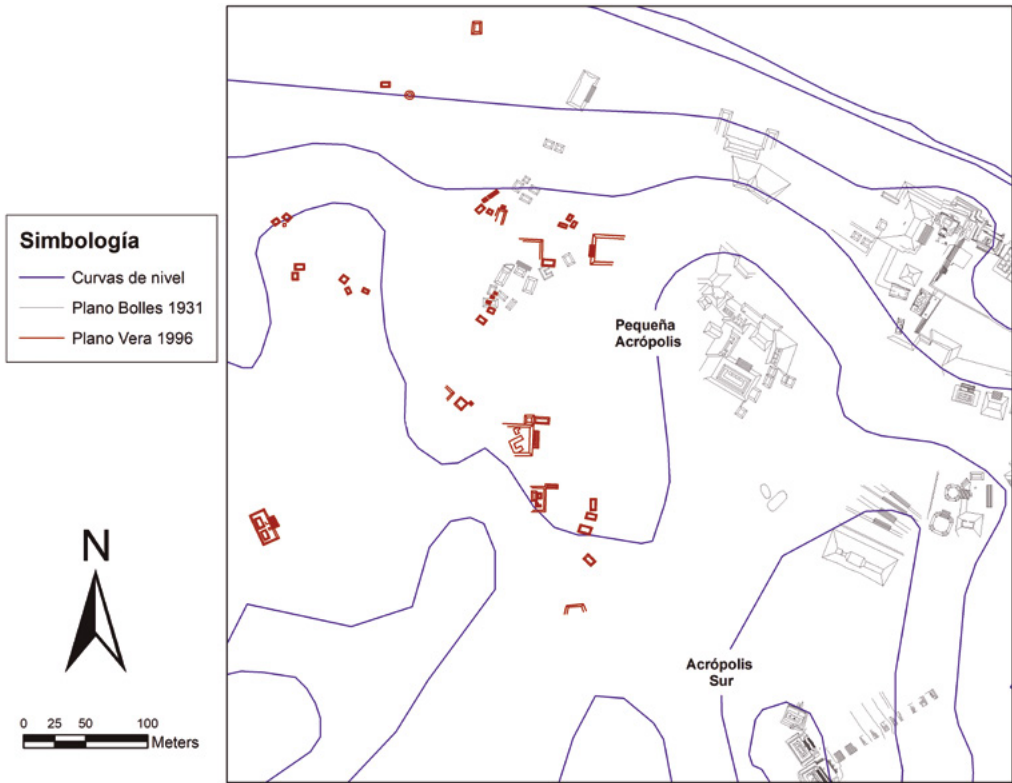 Simbología
Curvas de nivel
Plano Bolles 1931
Plano Vera 1996
Pequeña
Acrópolis
N
Acrópolis
Sur
0 25 50 100
Meters